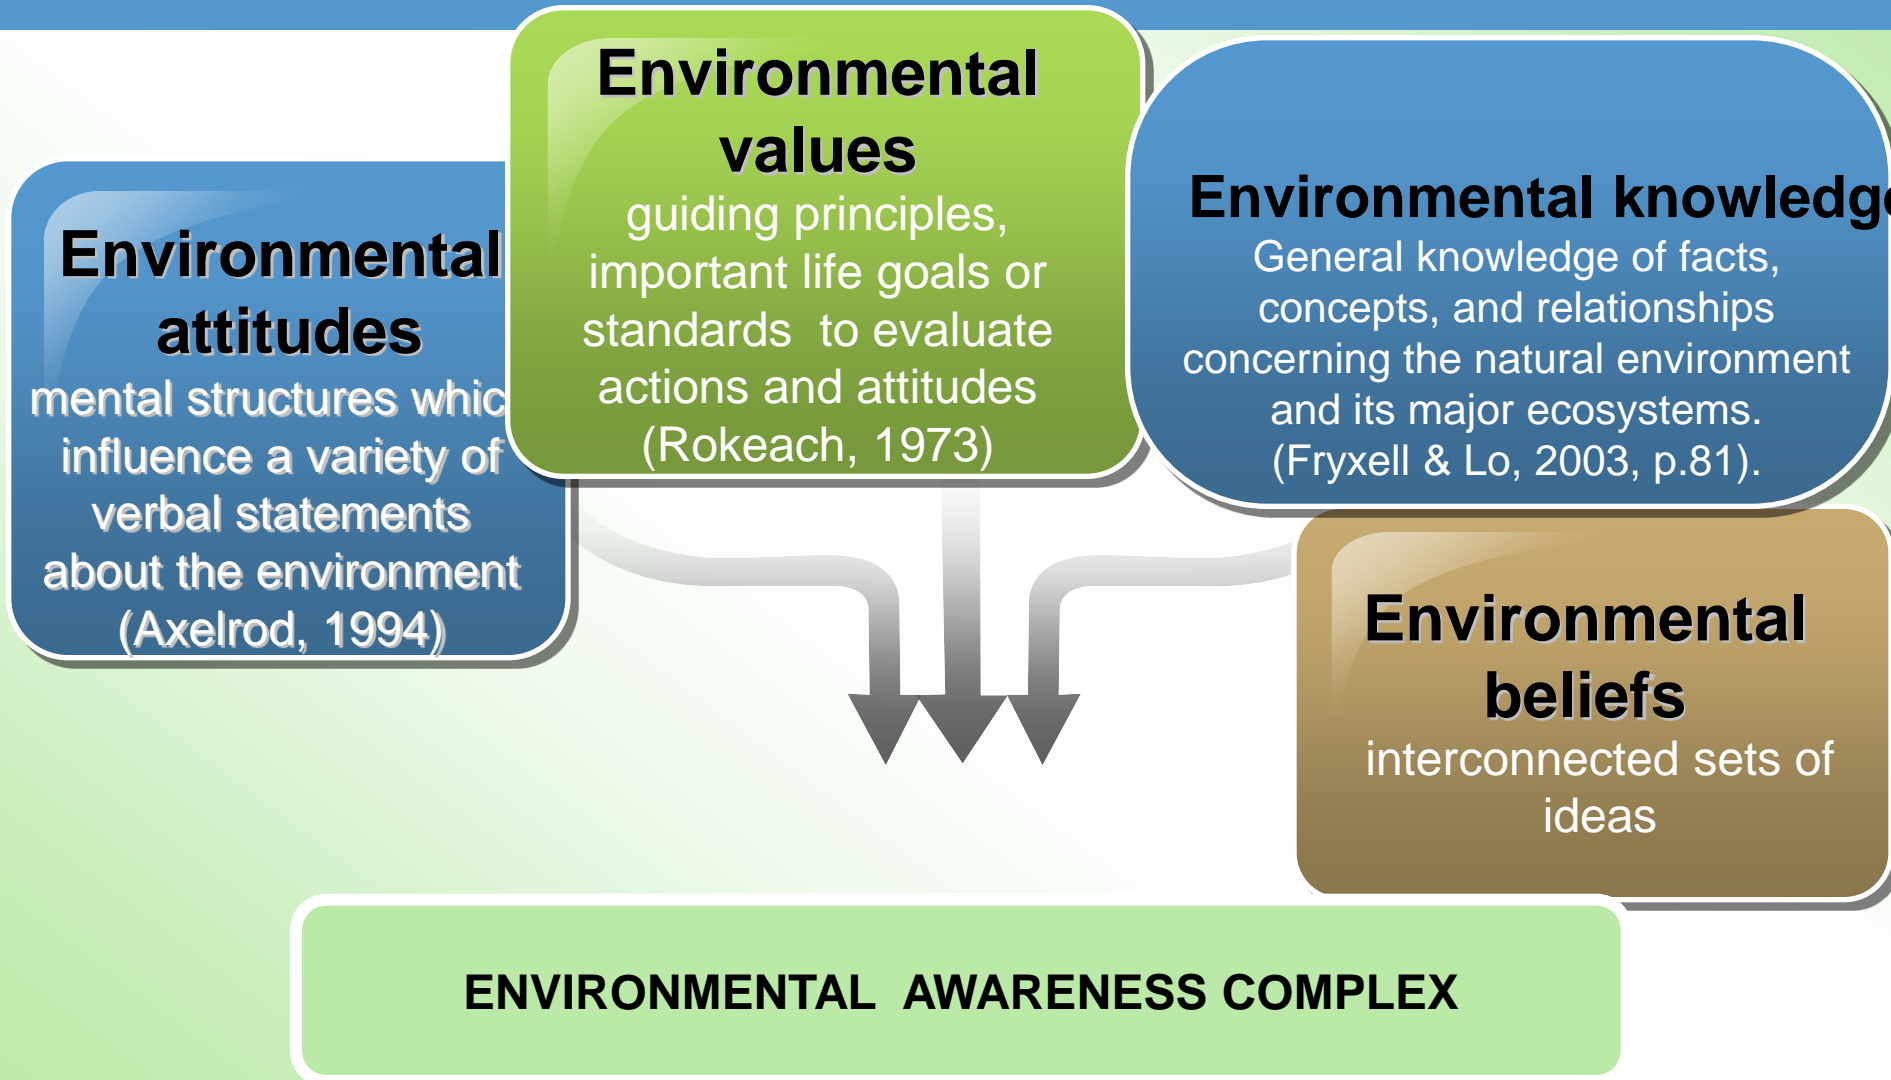 Environmental
attitudes
mental structures whic
influence a variety of
verbal statements
about the environment
(Axelrod, 1994)
Environmental
values
guiding principles,
important life goals or
standards  to evaluate
actions and attitudes
(Rokeach, 1973)
Environmental knowledge
General knowledge of facts,
concepts, and relationships
concerning the natural environment
and its major ecosystems.
(Fryxell & Lo, 2003, p.81).
Environmental
beliefs
interconnected sets of
ideas
ENVIRONMENTAL  AWARENESS COMPLEX